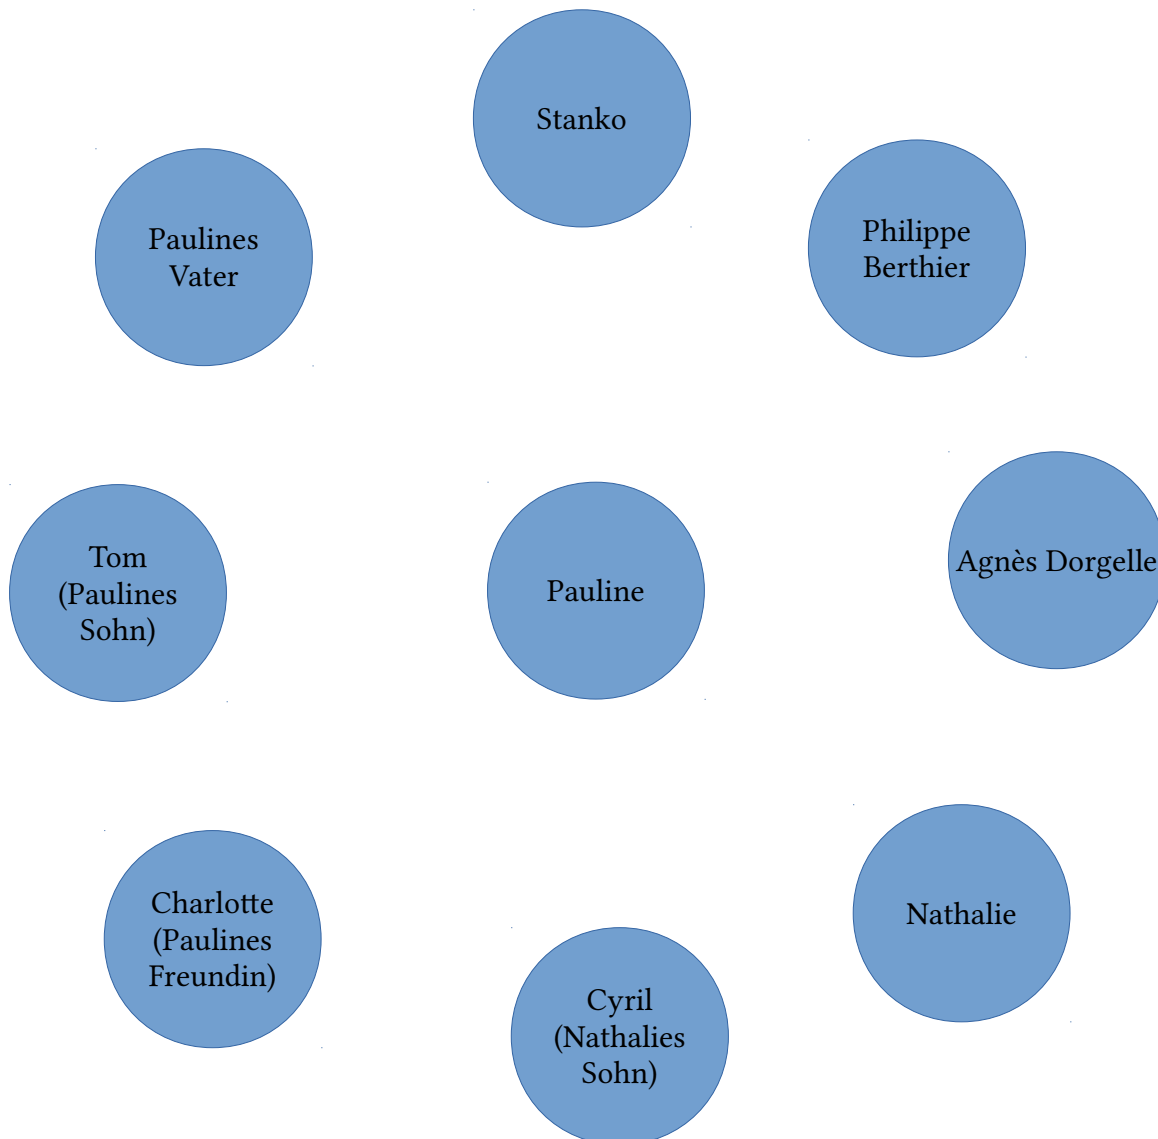 Stanko
Philippe
Berthier
Paulines
Vater
Agnès Dorgelle
Tom
(Paulines
Sohn)
Pauline
Nathalie
Charlotte
(Paulines
Freundin)
Cyril
(Nathalies
Sohn)